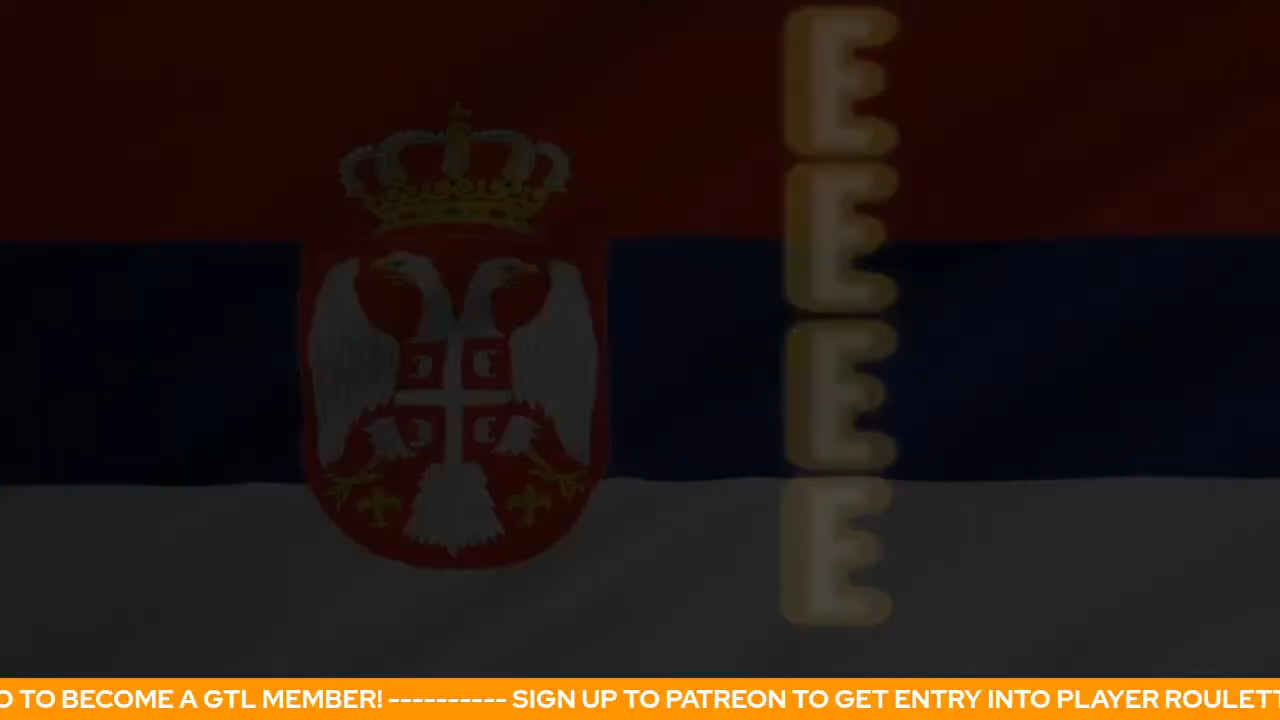 E
E
E
E
O TO BECOME A GTL MEMBER! ---------- SIGN UP TO PATREON TO GET ENTRY INTO PLAYER ROULETT